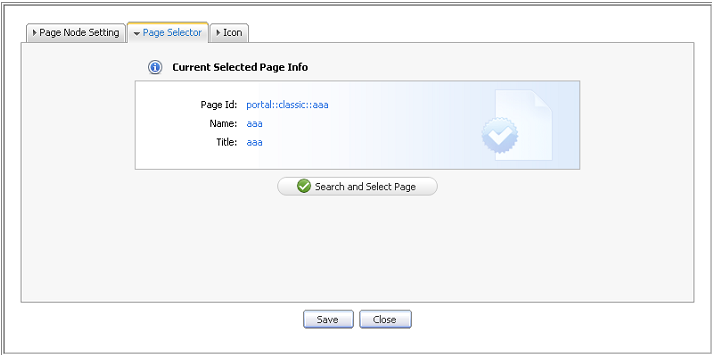 Page Node Setting Page Selector Icon
Current Selected Page Info
Page Id: portal::classic::aaa
Name: aaa
Title: aaa
Search and Select Page
Save Close